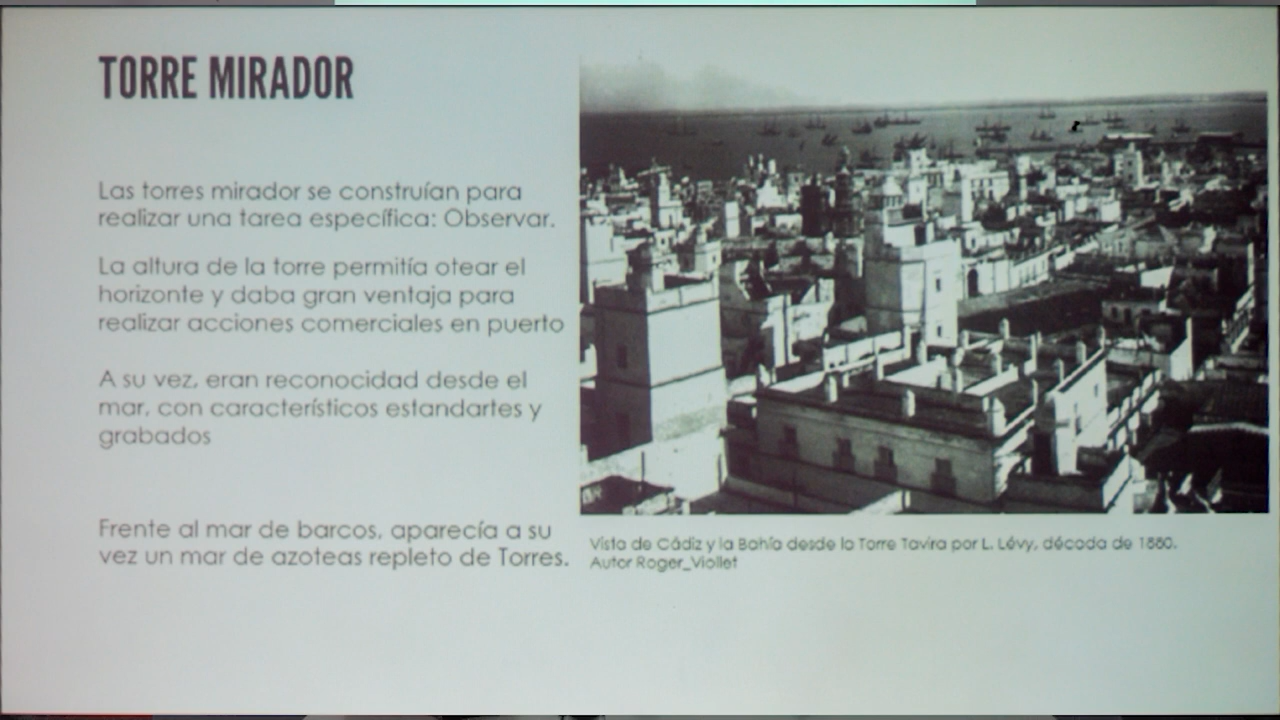 TORRE MIRADOR
Las torres mirador se construían para
realizar una tarea específica: Observar.
La altura de la torre permitía otear el
horizonte y daba gran ventaja para
realizar acciones comerciales en puerto
A su vez, eran reconocidad desde el
mar, con característicos estandartes y
grabados
Frente al mar de barcos, aparecía a su
vez un mar de azoteas repleto de Torres.
Vista de Cádiz y la Bahía desde la Torre Tavira por L. Lévy, década de 1880.
Autor Roger_Viollet